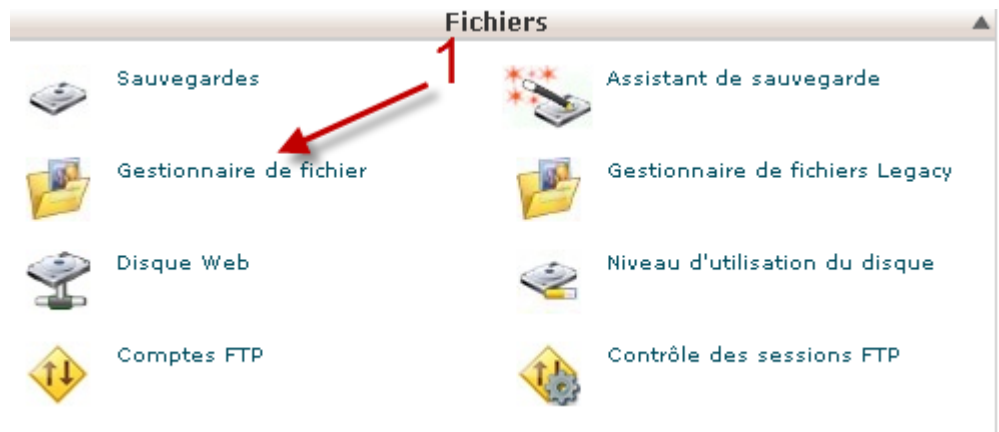 Fichiers
1
Sauvegardes
Assistant de sauvegarde
Gestionnaire de fichier
Gestionnaire de fichiers Legacy
Disque Web
Niveau d'utilisation du disque
Comptes FTP
Contrôle des sessions FTP